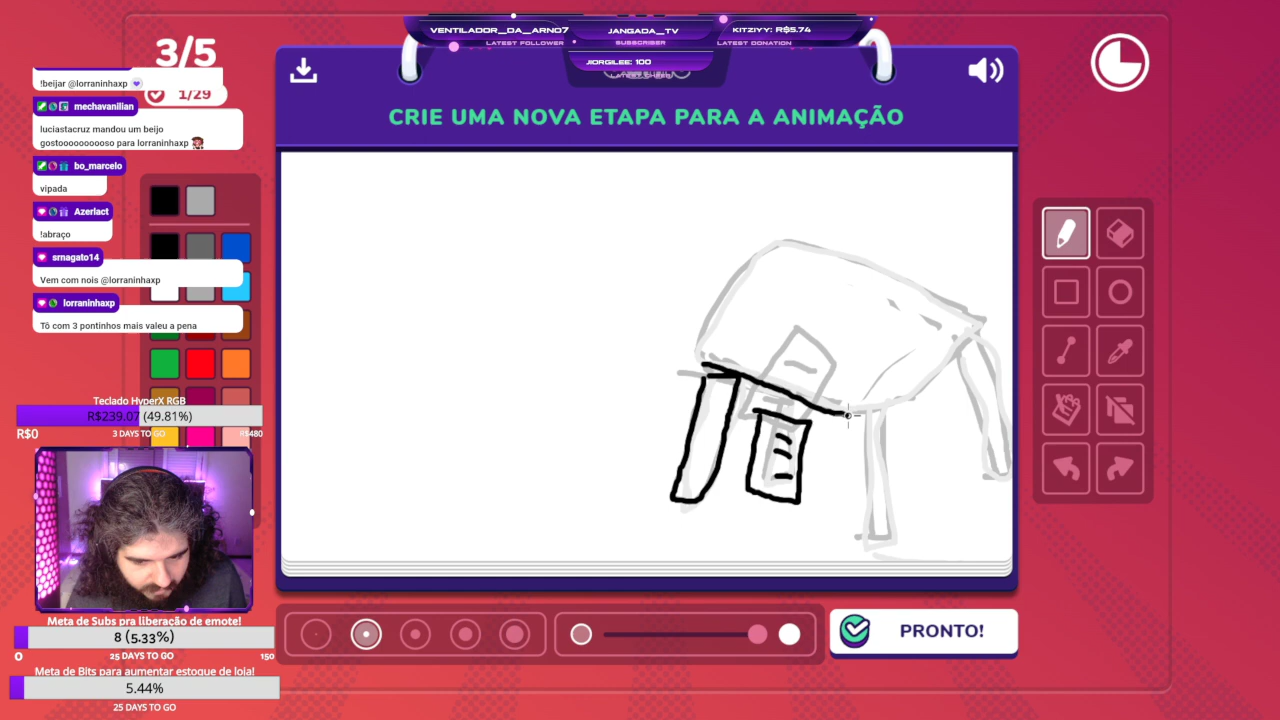 VENTILADOR_DA_ARNO7
LATEST FOLLOWER
JANGADA_TV
SUBSCRIBER
KITZIYY: R$5.74
LATEST DONATION
JIORGILEE: 100
3/5
1/29
CRIE UMA NOVA ETAPA PARA A ANIMAÇÃO
!beijar @lorraninhaxp
mechavanilian
luciastacruz mandou um beijo
gostoooooooooso para lorraninhaxp
bo_marcelo
vipada
Azerlact
!abraço
srnagato14
Vem com nois @lorraninhaxp
lorraninhaxp
Tô com 3 pontinhos mais valeu a pena
Teclado HyperX RGB
R$239.07 (49.81%)
R$0
3 DAYS TO GO
R$480
Meta de Subs pra liberação de emote!
8 (5.33%)
0
25 DAYS TO GO
150
Meta de Bits para aumentar estoque de lola!
5.44%
25 DAYS TO GO
PRONTO!